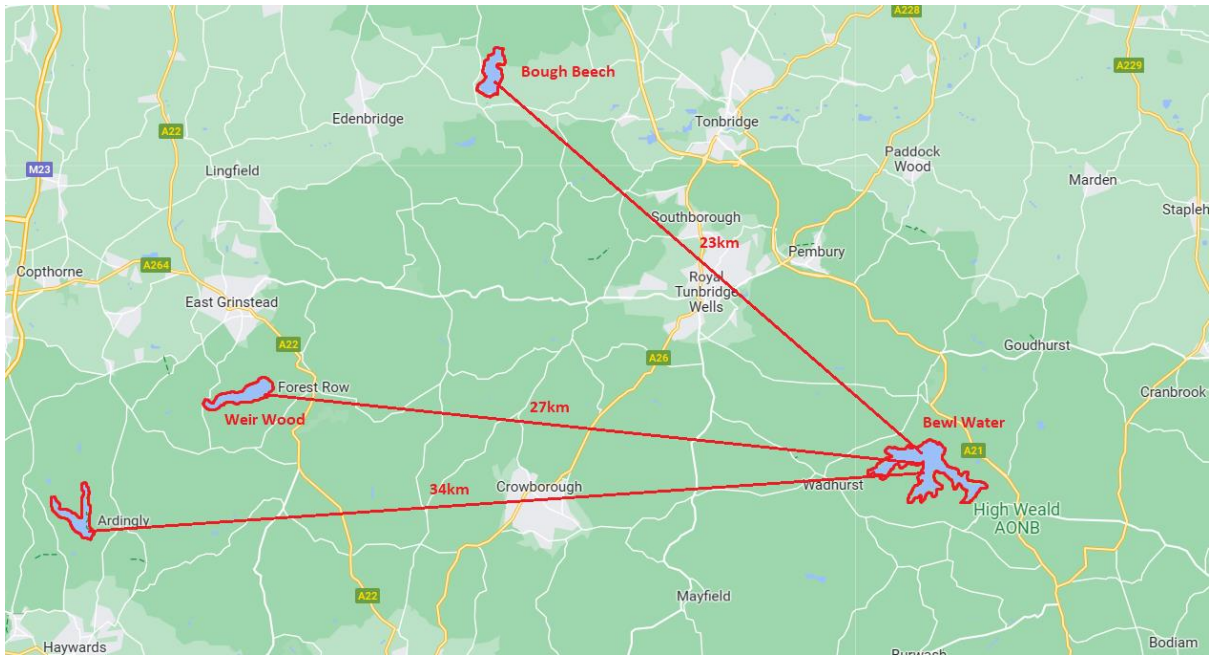 A228
A229
Bough Beech
Edenbridge
Tonbridge
A22
M23
Lingfield
Paddock
Wood
Marden
Stapleh
Southborough
23km
Pembury
Copthorne
A264
Royal
Tunbridge
Wells
East Grinstead
A22
A26
Goudhurst
Forest Row
Cranbrook
Weir Wood
27km
Bewl Water
A21
Wadhurst
34km
Crowborough
Ardingly
High Weald
AONB
A22
Mayfield
Haywards
Burwash
Bodiam